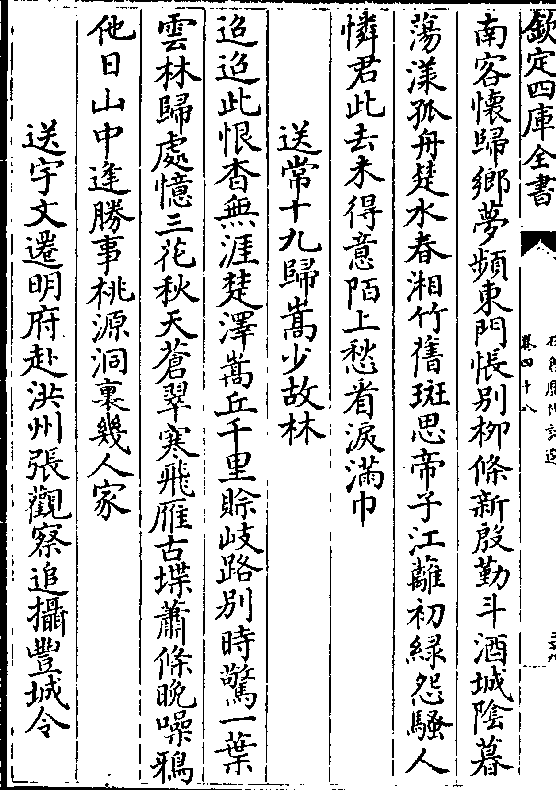 欽定四庫全書
卷四十八
南客懷歸鄉夢頻東門悵别柳條新殷勤斗酒城隂暮
蕩漾孤舟楚水春湘竹舊斑思帝子江蘺初緑怨騷人
憐君此去未得意陌上愁看淚滿巾
送常十九歸嵩少故林
迢迢此恨杳無涯楚澤嵩丘千里賖岐路别時驚一葉
雲林歸處憶三花秋天蒼翠寒飛雁古堞蕭條晚噪鴉
他日山中逢勝事桃源洞裏幾人家
送宇文遷明府赴洪州張觀察追攝豐城令